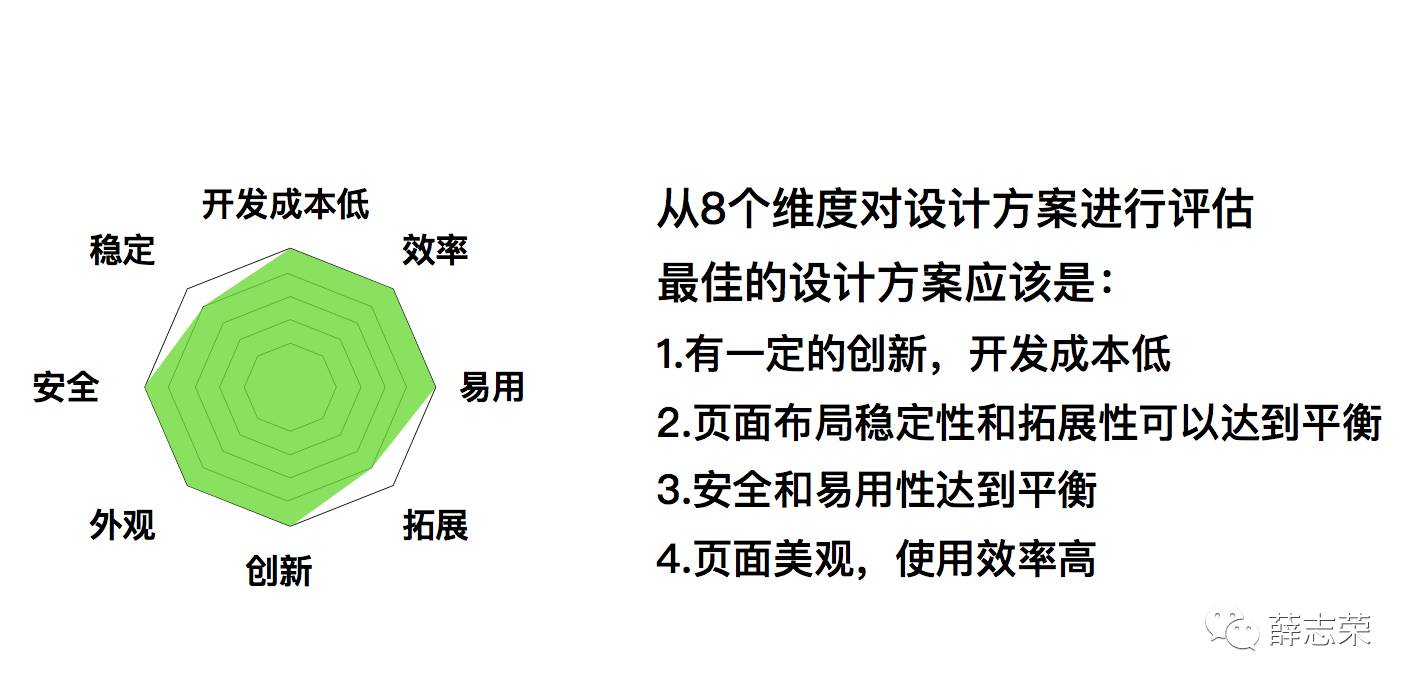 开发成本低
稳定
效率
安全
易用
外观
拓展
创新
从8个维度对设计方案进行评估
最佳的设计方案应该是：
1.有一定的创新，开发成本低
2.页面布局稳定性和拓展性可以达到平衡
3.安全和易用性达到平衡
4.页面美观，使用效率高
薛志荣